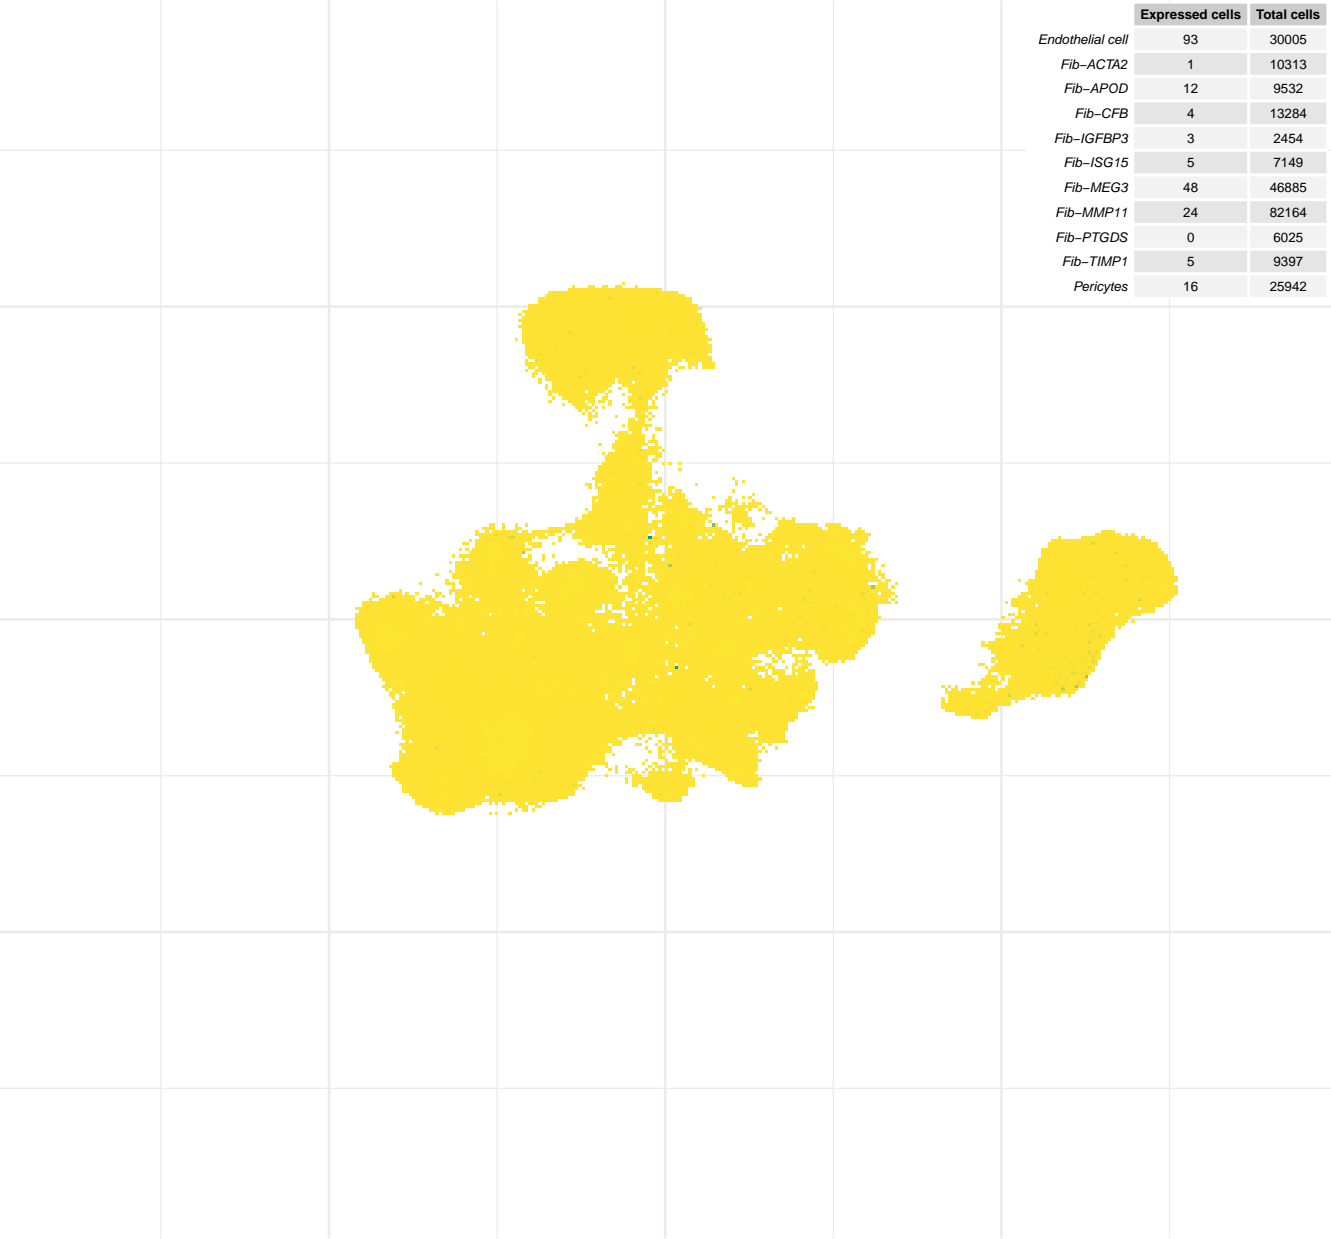 Expressed cells Total cells
Endothelial cell 93 30005
Fib−ACTA2 1 10313
Fib−APOD 12 9532
Fib−CFB 4 13284
Fib−IGFBP3 3 2454
Fib−ISG15 5 7149
Fib−MEG3 48 46885
Fib−MMP11 24 82164
Fib−PTGDS 0 6025
Fib−TIMP1 5 9397
Pericytes 16 25942